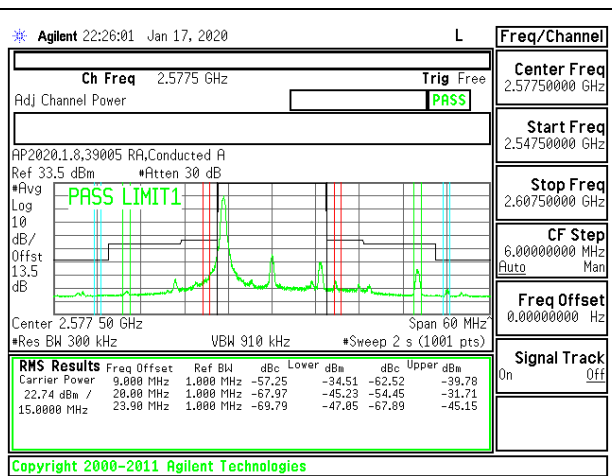 Agilent 22:26:01 Jan 17, 2020 L
Freq/Channel
Ch Freq 2.5775 GHz Trig Free
Adj Channel Power PASS
AP2020.1.8,39005 RA,Conducted A
Ref 33.5 dBm #Atten 30 dB
#Avg
Log
10
dB/
Offst
13.5
dB
PASS LIMIT1
Center 2.577 50 GHz Span 60 MHz^
#Res BW 300 kHz VBW 910 kHz #Sweep 2 s (1001 pts)
RMS Results Freq Offset Ref BW dBc Lower dBm dBc Upper dBm
Carrier Power 9.000 MHz 1.000 MHz -57.25 -34.51 -62.52 -39.78
22.74 dBm / 20.00 MHz 1.000 MHz -67.97 -45.23 -54.45 -31.71
15.0000 MHz 23.90 MHz 1.000 MHz -69.79 -47.05 -67.89 -45.15
Copyright 2000-2011 Agilent Technologies
Center Freq
2.57750000 GHz
Start Freq
2.54750000 GHz
Stop Freq
2.60750000 GHz
CF Step
6.00000000 MHz
Auto Man
Freq Offset
0.00000000 Hz
Signal Track
On Off